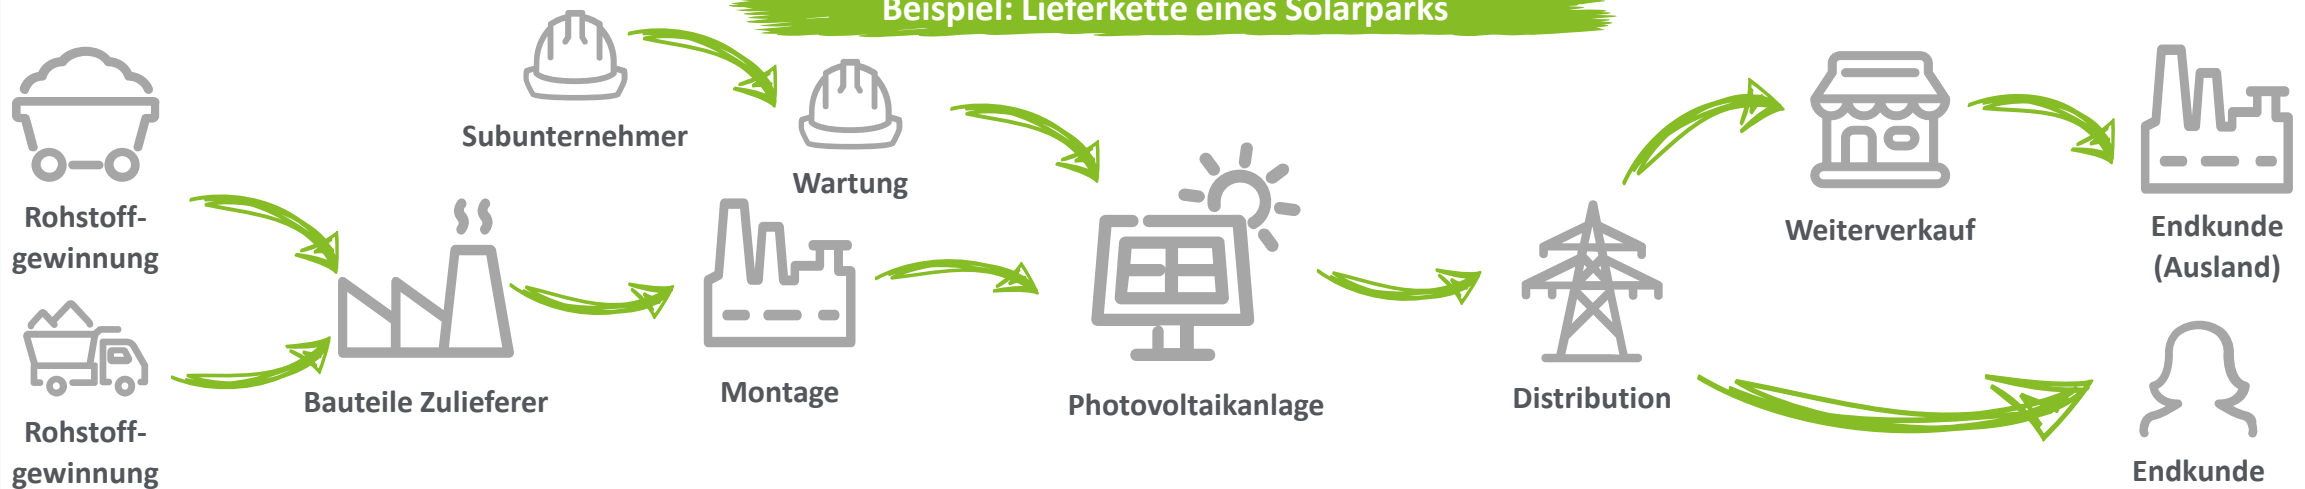 Beispiel: Lieferkette eines Solarparks
Rohstoff-
gewinnung
Rohstoff-
gewinnung
Bauteile Zulieferer
Subunternehmer
Wartung
Montage
Photovoltaikanlage
Distribution
Weiterverkauf
Endkunde
(Ausland)
Endkunde